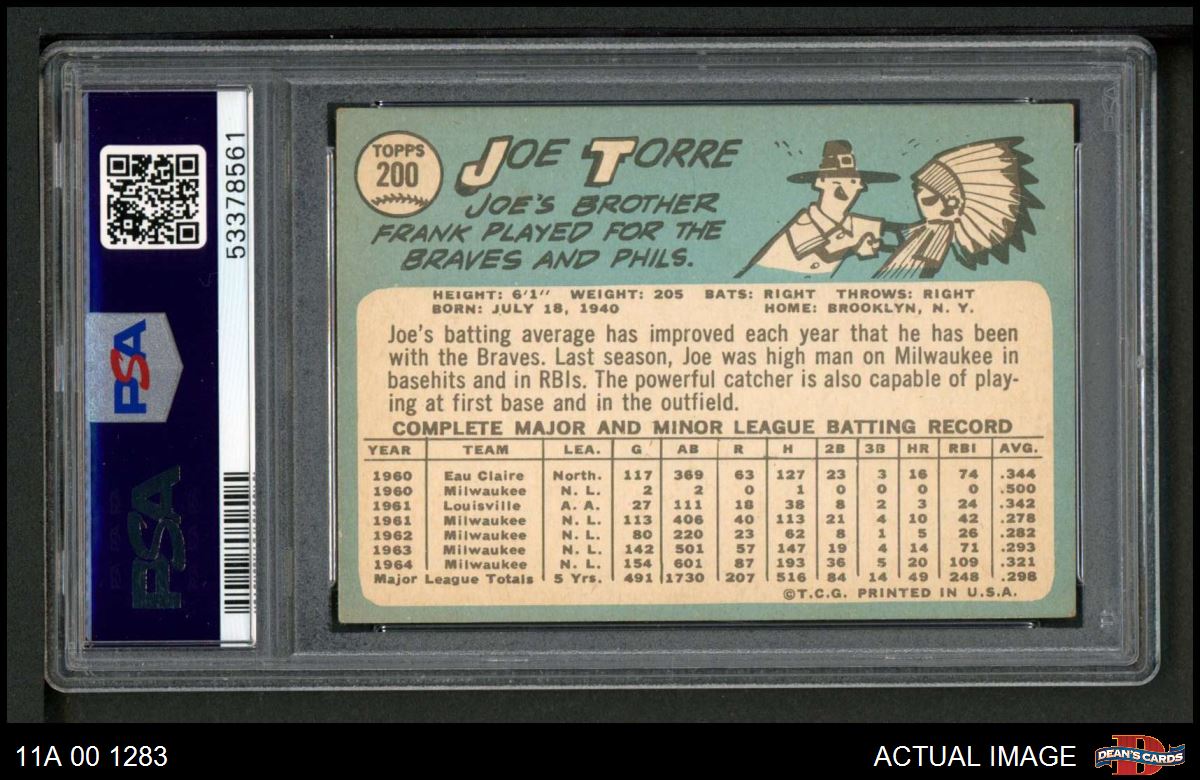 53378561
PSA
PSA
TOPPS
200
JOE TORRE
JOE'S BROTHER
FRANK PLAYED FOR THE
BRAVES AND PHILS.
HEIGHT: 6'1" WEIGHT: 205 BATS: RIGHT THROWS: RIGHT
BORN: JULY 18, 1940 HOME: BROOKLYN, N. Y.
Joe's batting average has improved each year that he has been
with the Braves. Last season, Joe was high man on Milwaukee in
basehits and in RBIs. The powerful catcher is also capable of play-
ing at first base and in the outfield.
COMPLETE MAJOR AND MINOR LEAGUE BATTING RECORD
YEAR TEAM LEA. G AB R H 2B 3B HR RBI AVG.
1960 Eau Claire North. 117 369 63 127 23 3 16 74 .344
1960 Milwaukee N. L. 2 2 0 1 0 0 0 0 .500
1961 Louisville A. A. 27 111 18 38 8 2 3 24 .342
1961 Milwaukee N. L. 113 406 40 113 21 4 10 42 .278
1962 Milwaukee N. L. 80 220 23 62 8 1 5 26 .282
1963 Milwaukee N. L. 142 501 57 147 19 4 14 71 .293
1964 Milwaukee N. L. 154 601 87 193 36 5 20 109 .321
Major League Totals 5 Yrs. 491 1730 207 516 84 14 49 248 .298
©T.C.G. PRINTED IN U.S.A.
11A 00 1283
ACTUAL IMAGE
DEAN'S CARDS